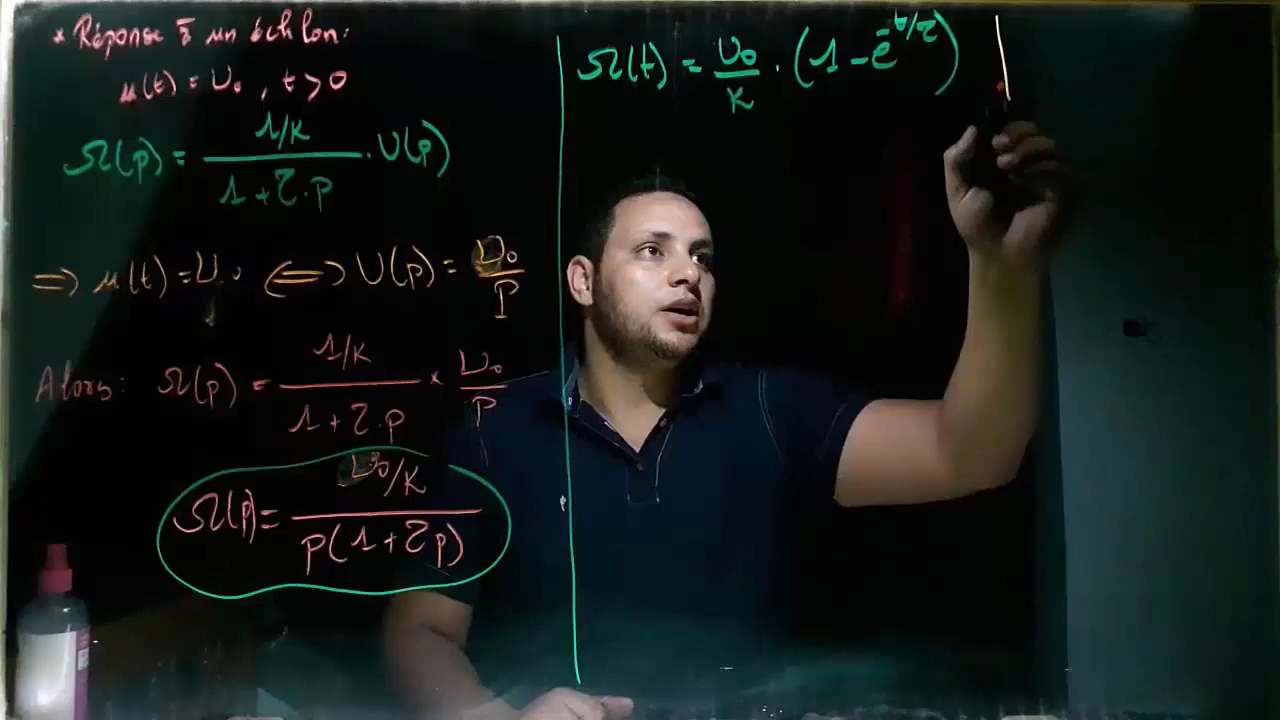 * Réponse à un échelon:
u(t) = U₀ , t > 0
Ω(p) = (1/K)/(1+τ.p) . U(p)
⇒ u(t) = U₀ ⇔ U(p) = U₀/P
Alors: Ω(p) = (1/K)/(1+τ.p) × U₀/P
Ω(p) = (U₀/K)/(p(1+τp))
Ω(t) = U₀/K . (1 - e^(-t/τ))